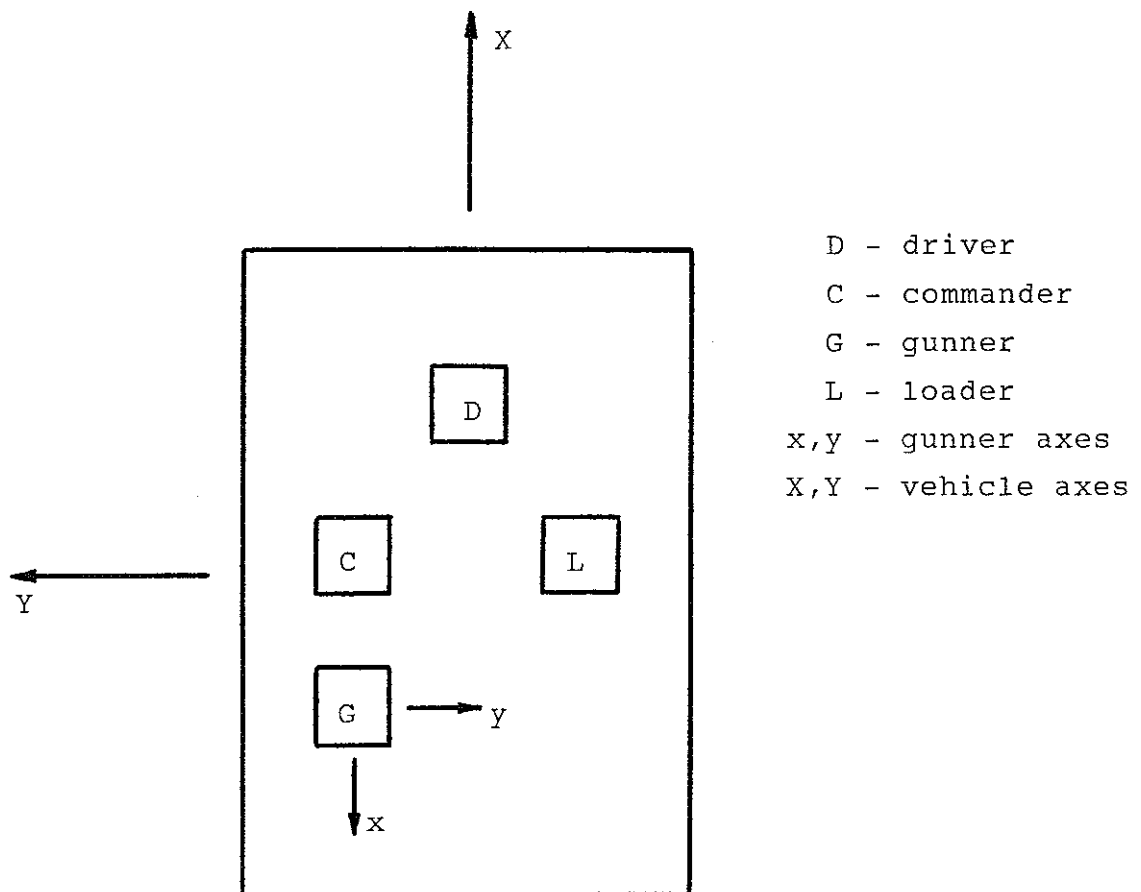 X
D - driver
C - commander
G - gunner
L - loader
x,y - gunner axes
X,Y - vehicle axes
D
C
L
Y
G
y
x